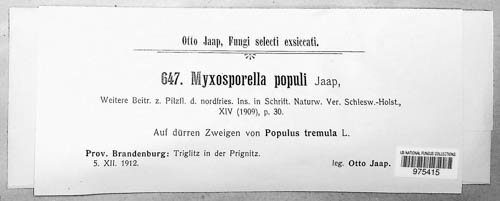 Otto Jaap, Fungi selecti exsiccati.
647. Myxosporella populi Jaap,
Weitere Beitr. z. Pilzfl. d. nordfries. Ins. in Schrift. Naturw. Ver. Schlesw.-Holst.,
XIV (1909), p. 30.
Auf dürren Zweigen von Populus tremula L.
Prov. Brandenburg: Triglitz in der Prignitz.
5. XII. 1912.
leg. Otto Jaap.
US NATIONAL FUNGUS COLLECTIONS
975415